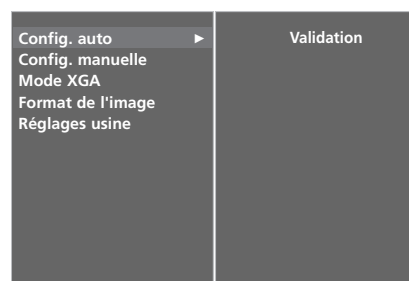 Config. auto ► Validation
Config. manuelle
Mode XGA
Format de l'image
Réglages usine